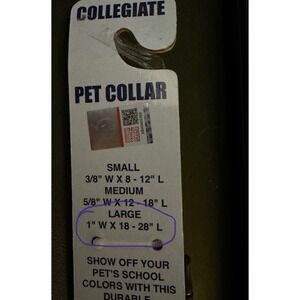 COLLEGIATE
PET COLLAR
SMALL
3/8" W X 8 - 12" L
MEDIUM
5/8" W X 12 - 18" L
LARGE
1" W X 18 - 28" L
SHOW OFF YOUR
PET'S SCHOOL
COLORS WITH THIS
DURABLE